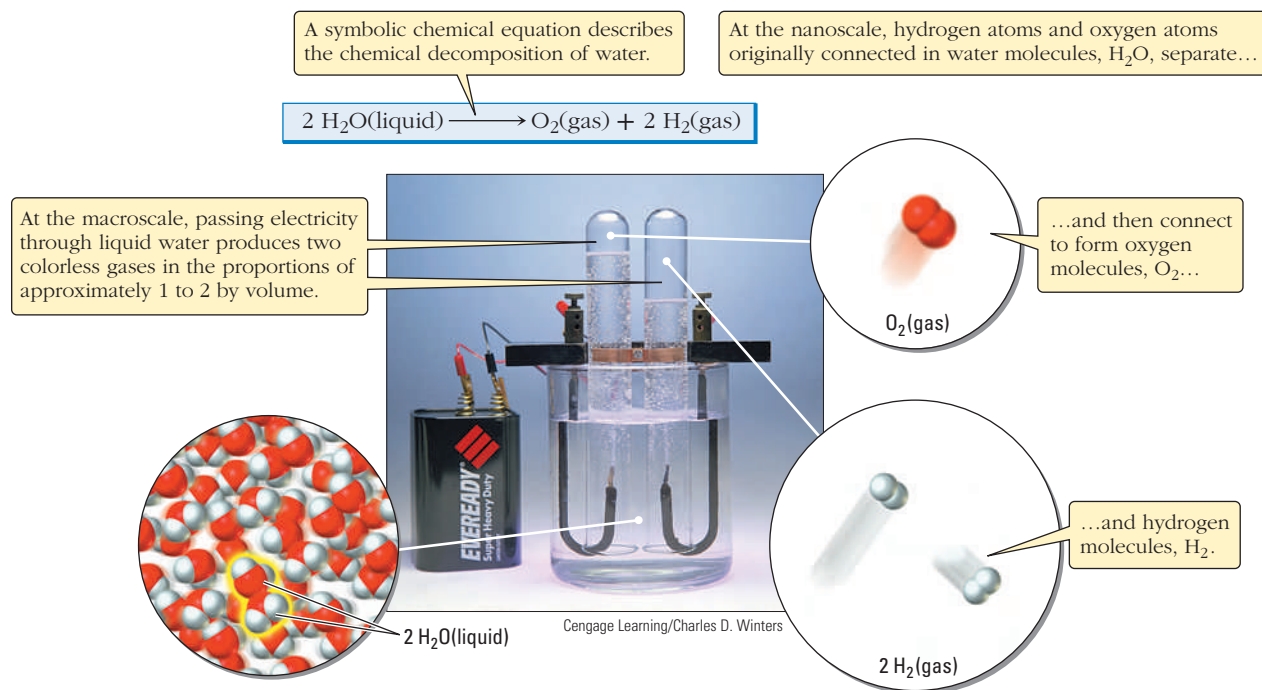 A symbolic chemical equation describes
the chemical decomposition of water.
At the nanoscale, hydrogen atoms and oxygen atoms
originally connected in water molecules, H₂O, separate…
2 H₂O(liquid) ⟶ O₂(gas) + 2 H₂(gas)
At the macroscale, passing electricity
through liquid water produces two
colorless gases in the proportions of
approximately 1 to 2 by volume.
…and then connect
to form oxygen
molecules, O₂…
O₂(gas)
EVEREADY®
Super Heavy Duty
…and hydrogen
molecules, H₂.
2 H₂O(liquid)
Cengage Learning/Charles D. Winters
2 H₂(gas)